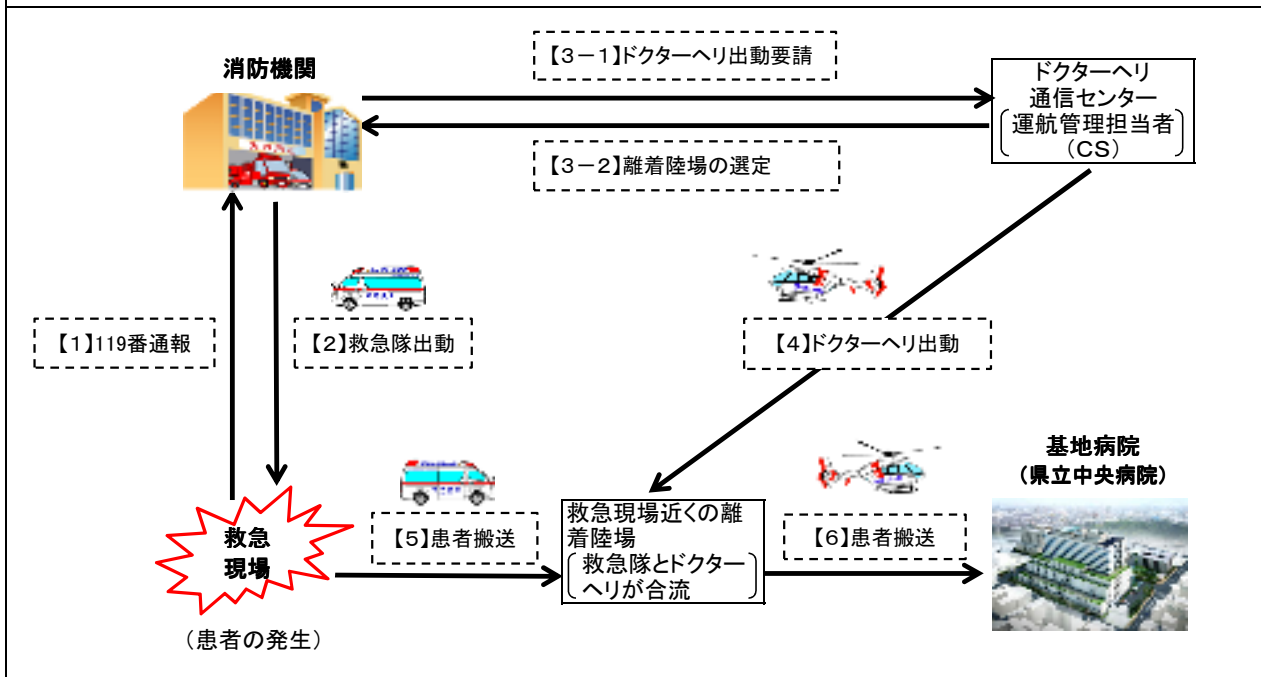 【3-1】ドクターヘリ出動要請
消防機関
ドクターヘリ
通信センター
運航管理担当者
(CS)
【3-2】離着陸場の選定
【1】119番通報
【2】救急隊出動
【4】ドクターヘリ出動
基地病院
(県立中央病院)
救急
現場
【5】患者搬送
救急現場近くの離
着陸場
救急隊とドクター
ヘリが合流
【6】患者搬送
(患者の発生)